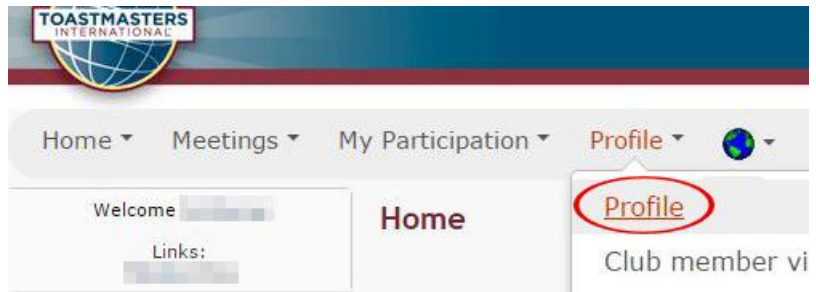 TOASTMASTERS
INTERNATIONAL
Home Meetings My Participation Profile
Welcome
Home
Profile
Links:
Club member vi